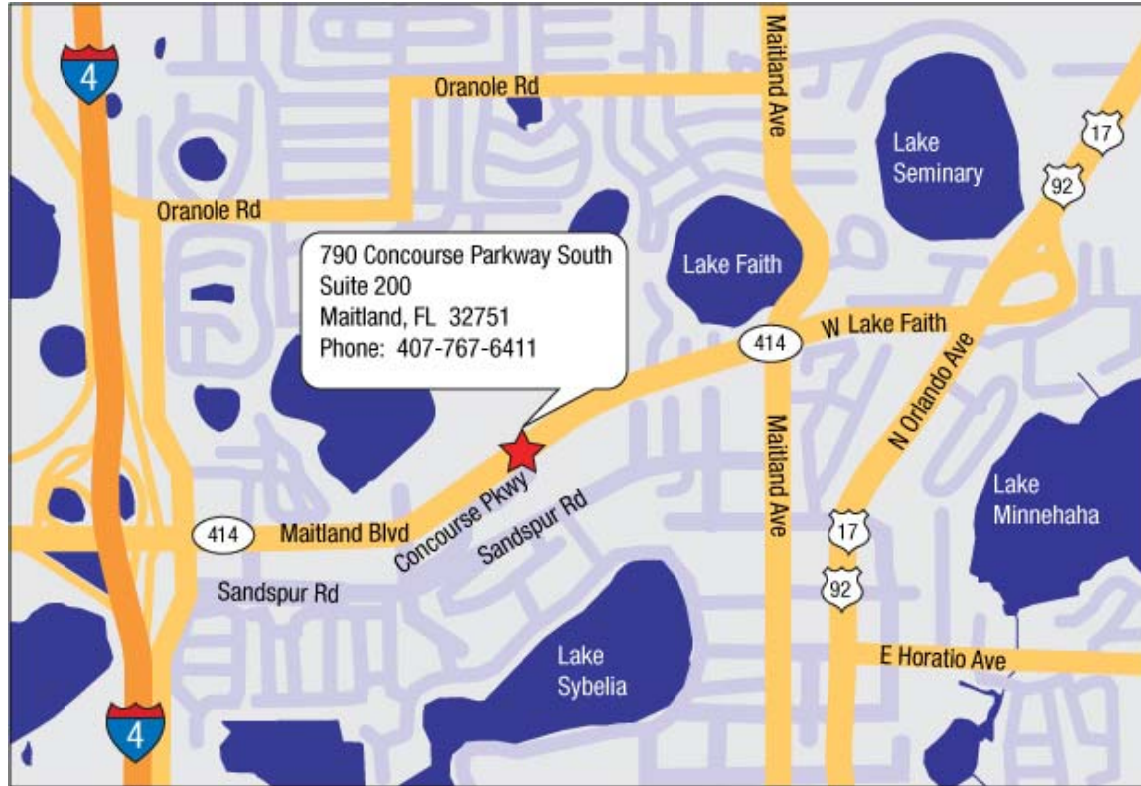 4
Oranole Rd
Maitland Ave
17
92
Lake
Seminary
Oranole Rd
790 Concourse Parkway South
Suite 200
Maitland, FL 32751
Phone: 407-767-6411
Lake Faith
W Lake Faith
414
N Orlando Ave
Maitland Ave
Concourse Pkwy
Sandspur Rd
Lake
Minnehaha
414
Maitland Blvd
17
92
Sandspur Rd
Lake
Sybelia
E Horatio Ave
4